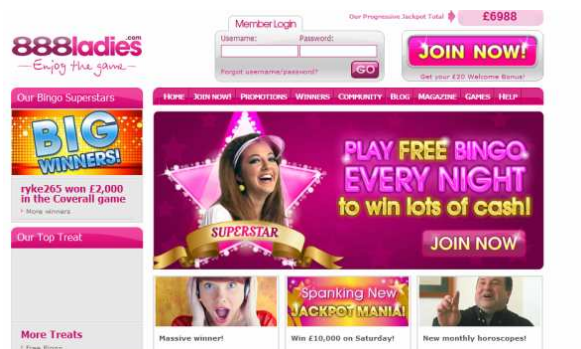 888ladies.com
Enjoy the game
Member Login
Username:
Password:
Forgot username/password?
GO
Our Progressive Jackpot Total
£6988
JOIN NOW!
Get your £20 Welcome Bonus!
Our Bingo Superstars
HOME JOIN NOW! PROMOTIONS WINNERS COMMUNITY BLOG MAGAZINE GAMES HELP
BIG
WINNERS!
ryke265 won £2,000
in the Coverall game
› More winners
PLAY FREE BINGO
EVERY NIGHT
to win lots of cash!
JOIN NOW
SUPERSTAR
Our Top Treat
More Treats
› Free Bingo
Spanking New
JACKPOT MANIA!
Massive winner!
Win £10,000 on Saturday!
New monthly horoscopes!